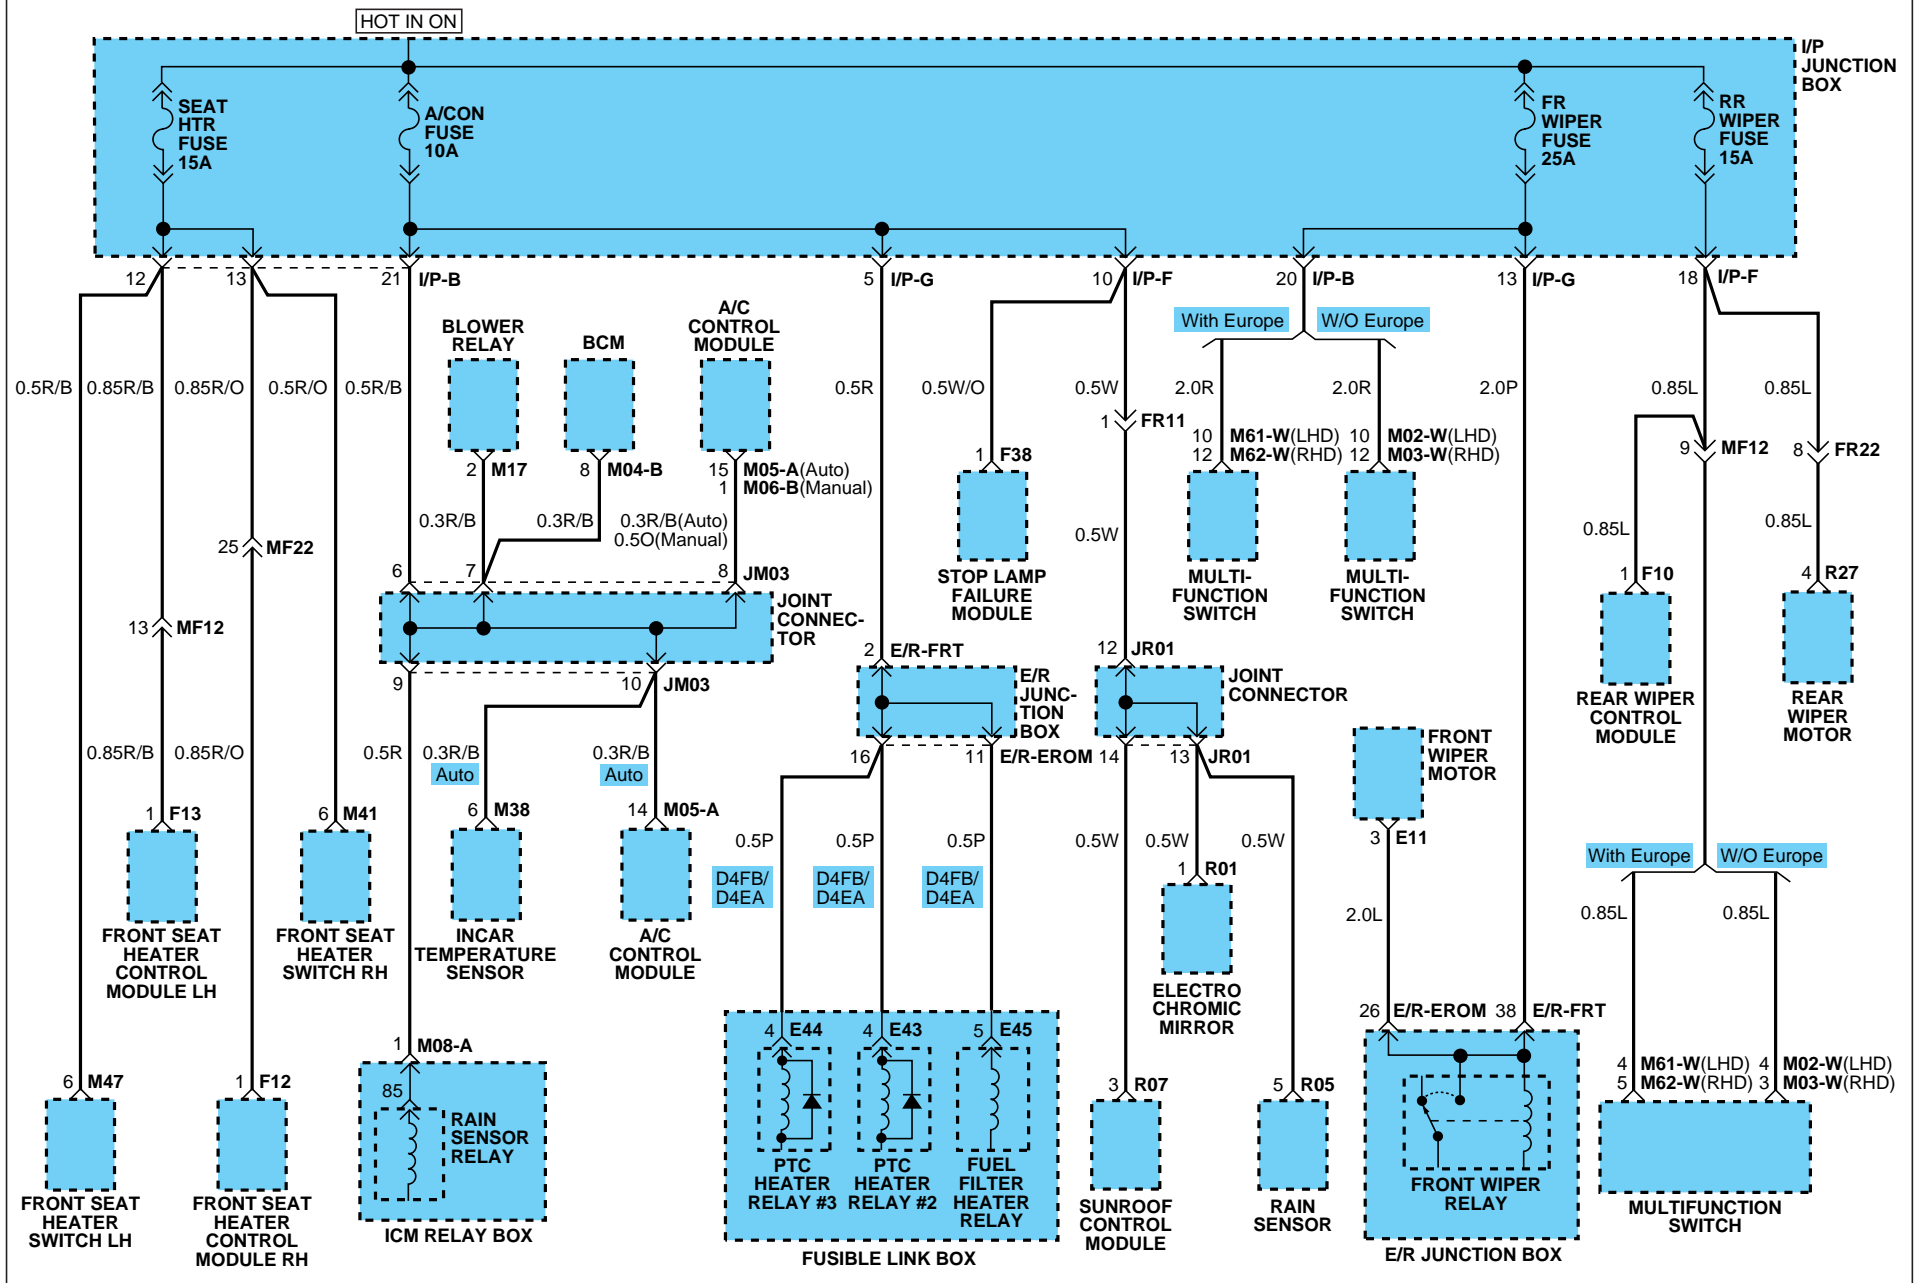 HOT IN ON
I/P
JUNCTION
BOX
SEAT
HTR
FUSE
15A
A/CON
FUSE
10A
FR
WIPER
FUSE
25A
RR
WIPER
FUSE
15A
12
13
21 I/P-B
5 I/P-G
10 I/P-F
20 I/P-B
13 I/P-G
18 I/P-F
BLOWER
RELAY
BCM
A/C
CONTROL
MODULE
With Europe
W/O Europe
0.5R/B
0.85R/B
0.85R/O
0.5R/O
0.5R/B
0.5R
0.5W/O
0.5W
2.0R
2.0R
2.0P
0.85L
0.85L
1 FR11
2 M17
8 M04-B
15 M05-A(Auto)
1 M06-B(Manual)
1 F38
10 M61-W(LHD)
12 M62-W(RHD)
10 M02-W(LHD)
12 M03-W(RHD)
9 MF12
8 FR22
0.3R/B
0.3R/B
0.3R/B(Auto)
0.5O(Manual)
0.5W
0.85L
0.85L
25 MF22
6
7
8 JM03
STOP LAMP
FAILURE
MODULE
MULTI-
FUNCTION
SWITCH
MULTI-
FUNCTION
SWITCH
1 F10
4 R27
13 MF12
JOINT
CONNEC-
TOR
2 E/R-FRT
12 JR01
9
10 JM03
E/R
JUNC-
TION
BOX
JOINT
CONNECTOR
REAR WIPER
CONTROL
MODULE
REAR
WIPER
MOTOR
0.85R/B
0.85R/O
0.5R
0.3R/B
Auto
0.3R/B
Auto
16
11 E/R-EROM
14
13 JR01
FRONT
WIPER
MOTOR
1 F13
6 M41
6 M38
14 M05-A
0.5P
0.5P
0.5P
0.5W
0.5W
0.5W
3 E11
D4FB/
D4EA
D4FB/
D4EA
D4FB/
D4EA
1 R01
With Europe
W/O Europe
FRONT SEAT
HEATER
CONTROL
MODULE LH
FRONT SEAT
HEATER
SWITCH RH
INCAR
TEMPERATURE
SENSOR
A/C
CONTROL
MODULE
2.0L
0.85L
0.85L
ELECTRO
CHROMIC
MIRROR
1 M08-A
4 E44
4 E43
5 E45
26 E/R-EROM
38 E/R-FRT
6 M47
1 F12
85
RAIN
SENSOR
RELAY
3 R07
5 R05
4 M61-W(LHD)
5 M62-W(RHD)
4 M02-W(LHD)
3 M03-W(RHD)
PTC
HEATER
RELAY #3
PTC
HEATER
RELAY #2
FUEL
FILTER
HEATER
RELAY
FRONT WIPER
RELAY
FRONT SEAT
HEATER
SWITCH LH
FRONT SEAT
HEATER
CONTROL
MODULE RH
ICM RELAY BOX
FUSIBLE LINK BOX
SUNROOF
CONTROL
MODULE
RAIN
SENSOR
E/R JUNCTION BOX
MULTIFUNCTION
SWITCH